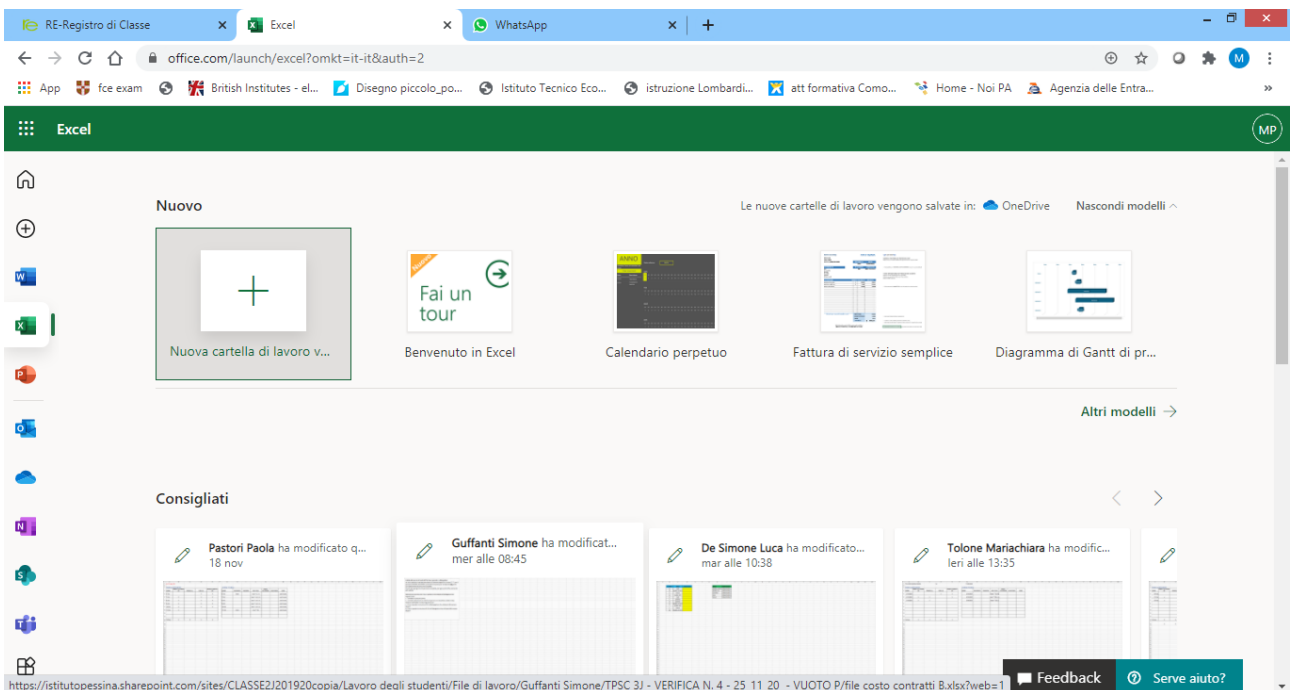 RE-Registro di Classe
Excel
WhatsApp
office.com/launch/excel?omkt=it-it&auth=2
M
App
fce exam
British Institutes - el...
Disegno piccolo_po...
Istituto Tecnico Eco...
istruzione Lombardi...
att formativa Como...
Home - Noi PA
Agenzia delle Entra...
»
Excel
MP
Nuovo
Le nuove cartelle di lavoro vengono salvate in: OneDrive
Nascondi modelli
Fai un
tour
ANNO
Nuova cartella di lavoro v...
Benvenuto in Excel
Calendario perpetuo
Fattura di servizio semplice
Diagramma di Gantt di pr...
Altri modelli
Consigliati
Pastori Paola ha modificato q...
18 nov
Guffanti Simone ha modificat...
mer alle 08:45
De Simone Luca ha modificato...
mar alle 10:38
Tolone Mariachiara ha modific...
Ieri alle 13:35
Feedback
Serve aiuto?
https://istitutopessina.sharepoint.com/sites/CLASSE2J201920copia/Lavoro degli studenti/File di lavoro/Guffanti Simone/TPSC 3J - VERIFICA N. 4 - 25 11 20 - VUOTO P/file costo contratti B.xlsx?web=1